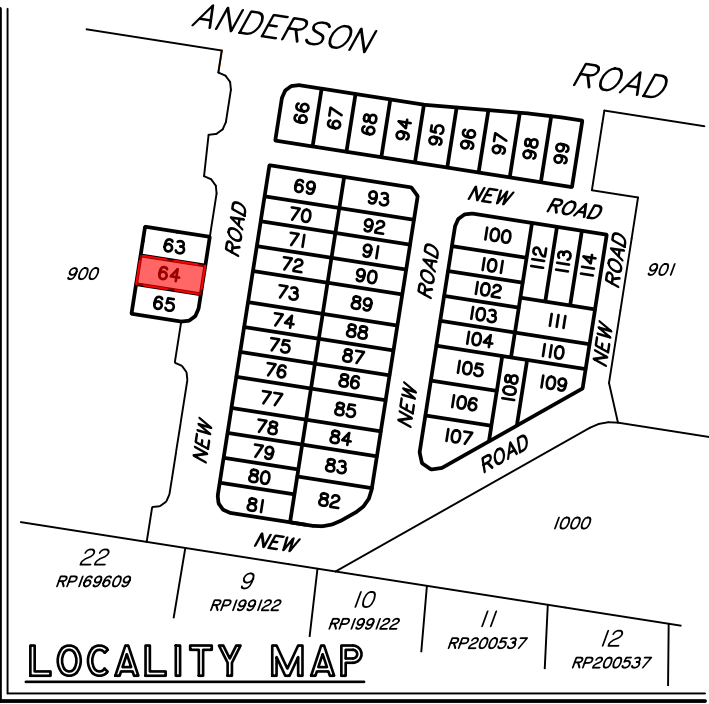 ANDERSON ROAD
66 67 68 94 95 96 97 98 99
NEW ROAD
63
64
65
900
901
ROAD
NEW
69 93
70 92
71 91
72 90
73 89
74 88
75 87
76 86
77 85
78 84
79 83
80 82
81
ROAD
NEW
100
101
102
103
104
105
106
107
112 113 114
111
110
109
108
ROAD
NEW
ROAD
NEW
1000
22
RP169609
9
RP199122
10
RP199122
11
RP200537
12
RP200537
LOCALITY MAP